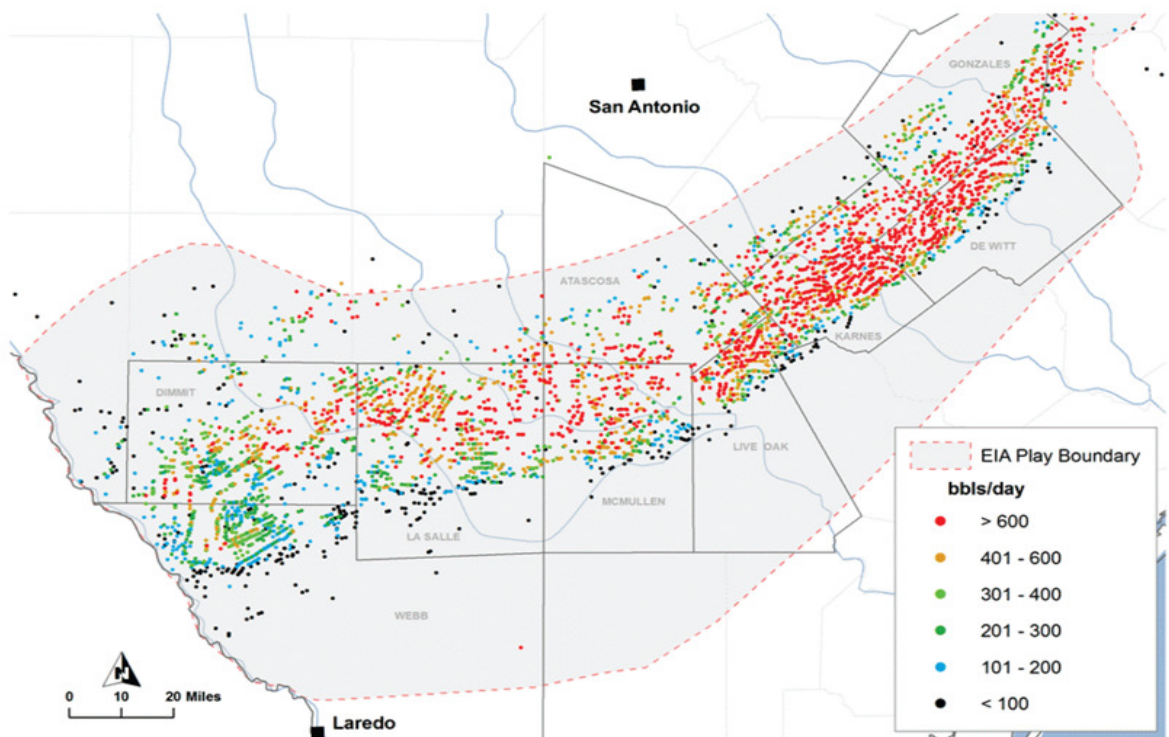 GONZALES
San Antonio
DE WITT
ATASCOSA
KARNES
DIMMIT
LIVE OAK
MCMULLEN
LA SALLE
WEBB
EIA Play Boundary
bbls/day
> 600
401 - 600
301 - 400
201 - 300
101 - 200
< 100
N
0 10 20 Miles
Laredo